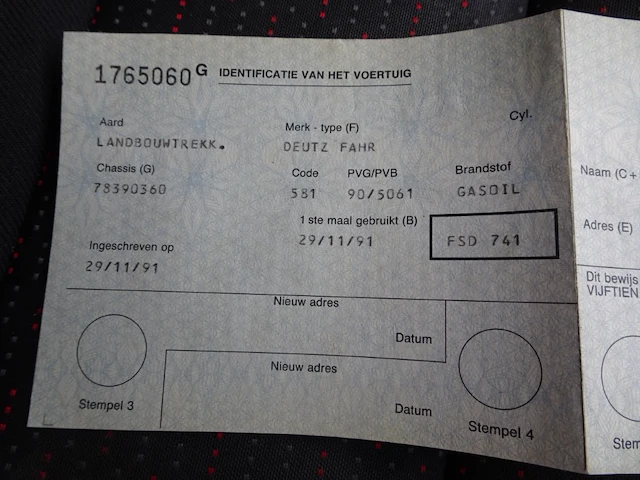 1765060 G IDENTIFICATIE VAN HET VOERTUIG
Aard
LANDBOUWTREKK.
Merk - type (F)
DEUTZ FAHR
Cyl.
Chassis (G)
78390360
Code
581
PVG/PVB
90/5061
Brandstof
GASOIL
Ingeschreven op
29/11/91
1 ste maal gebruikt (B)
29/11/91
FSD 741
Nieuw adres
Datum
Nieuw adres
Datum
Stempel 3
Stempel 4
Naam (C +
Adres (E)
Dit bewijs
VIJFTIEN
Stem